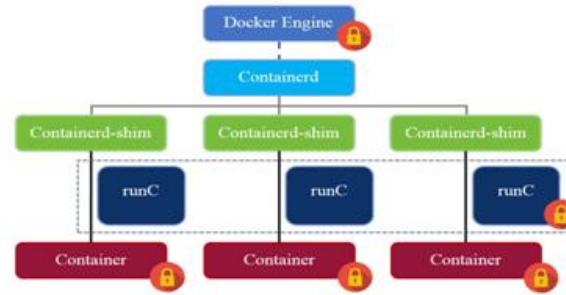 Docker Engine
Containerd
Containerd-shim
Containerd-shim
Containerd-shim
runC
runC
runC
Container
Container
Container